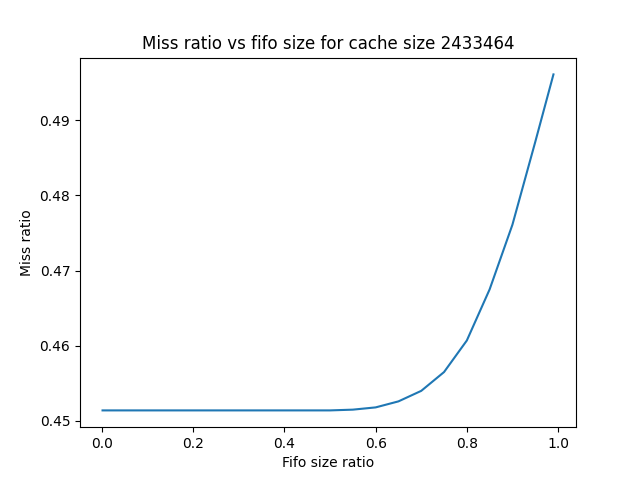 Miss ratio vs fifo size for cache size 2433464
0.49
0.48
0.47
0.46
0.45
Miss ratio
0.0 0.2 0.4 0.6 0.8 1.0
Fifo size ratio